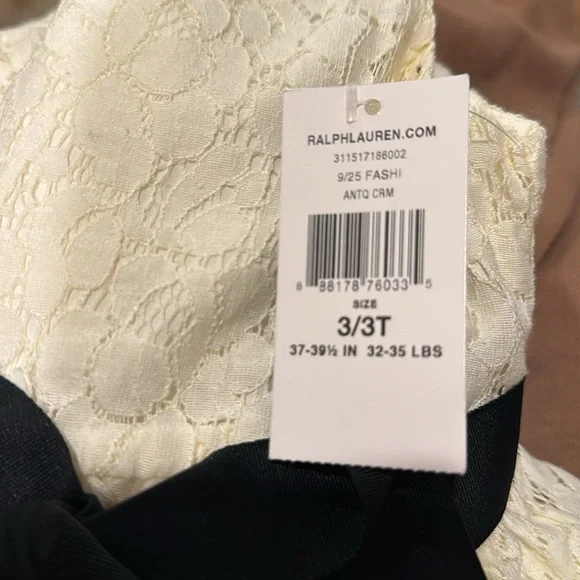 RALPHLAUREN.COM
311517186002
9/25 FASHI
ANTQ CRM
8 88178 76033 5
SIZE
3/3T
37-39½ IN 32-35 LBS